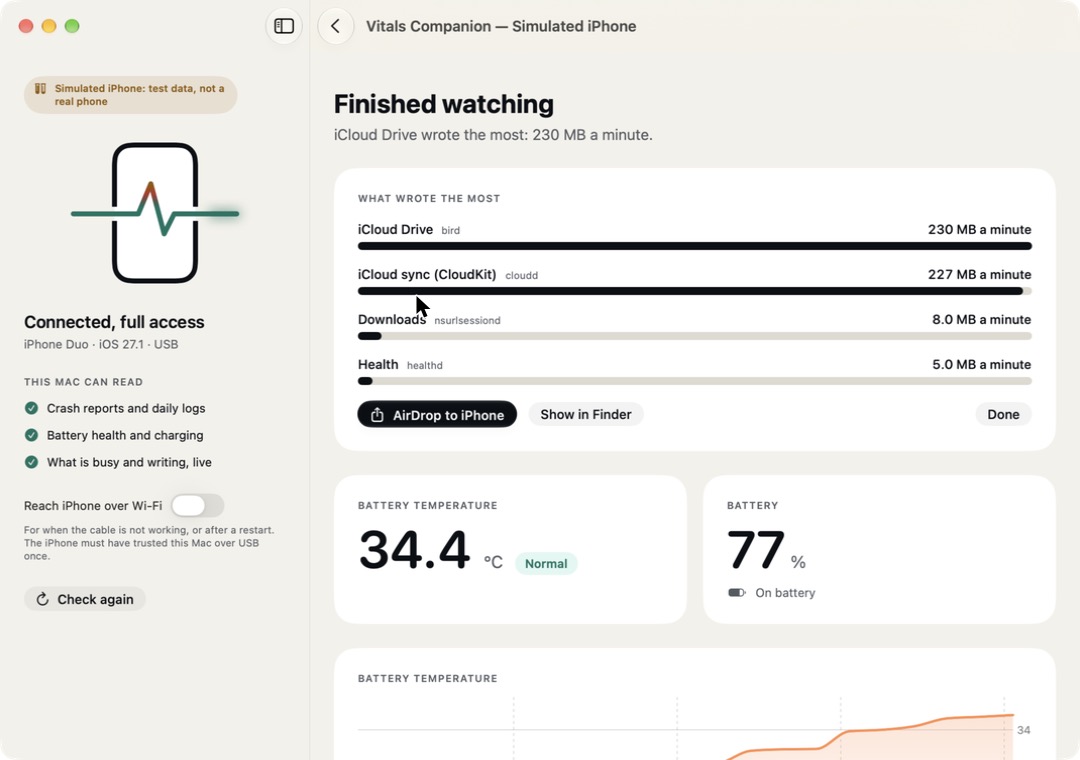 Vitals Companion — Simulated iPhone
Simulated iPhone: test data, not a
real phone
Connected, full access
iPhone Duo · iOS 27.1 · USB
THIS MAC CAN READ
Crash reports and daily logs
Battery health and charging
What is busy and writing, live
Reach iPhone over Wi-Fi
For when the cable is not working, or after a restart.
The iPhone must have trusted this Mac over USB
once.
Check again
Finished watching
iCloud Drive wrote the most: 230 MB a minute.
WHAT WROTE THE MOST
iCloud Drive bird 230 MB a minute
iCloud sync (CloudKit) cloudd 227 MB a minute
Downloads nsurlsessiond 8.0 MB a minute
Health healthd 5.0 MB a minute
AirDrop to iPhone Show in Finder Done
BATTERY TEMPERATURE
34.4 °C Normal
BATTERY
77 %
On battery
BATTERY TEMPERATURE
34